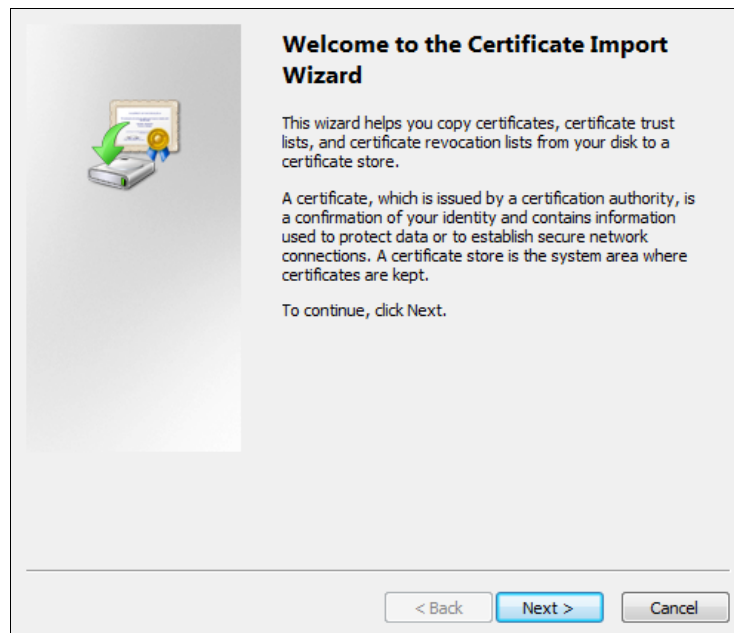 Welcome to the Certificate Import
Wizard
This wizard helps you copy certificates, certificate trust
lists, and certificate revocation lists from your disk to a
certificate store.
A certificate, which is issued by a certification authority, is
a confirmation of your identity and contains information
used to protect data or to establish secure network
connections. A certificate store is the system area where
certificates are kept.
To continue, click Next.
< Back
Next >
Cancel